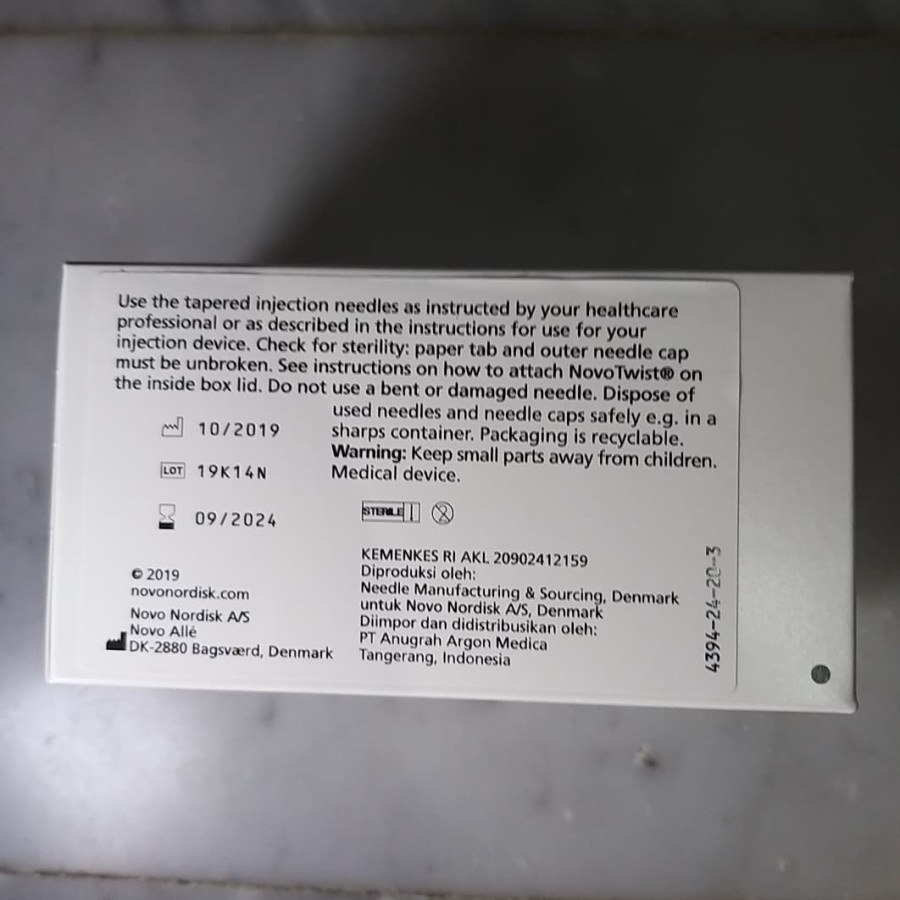 Use the tapered injection needles as instructed by your healthcare
professional or as described in the instructions for use for your
injection device. Check for sterility: paper tab and outer needle cap
must be unbroken. See instructions on how to attach NovoTwist® on
the inside box lid. Do not use a bent or damaged needle. Dispose of
used needles and needle caps safely e.g. in a
sharps container. Packaging is recyclable.
Warning: Keep small parts away from children.
Medical device.
10/2019
LOT 19K14N
09/2024
STERILE
2
© 2019
novonordisk.com
Novo Nordisk A/S
Novo Allé
DK-2880 Bagsværd, Denmark
KEMENKES RI AKL 20902412159
Diproduksi oleh:
Needle Manufacturing & Sourcing, Denmark
untuk Novo Nordisk A/S, Denmark
Diimpor dan didistribusikan oleh:
PT Anugrah Argon Medica
Tangerang, Indonesia
4394-24-20-3